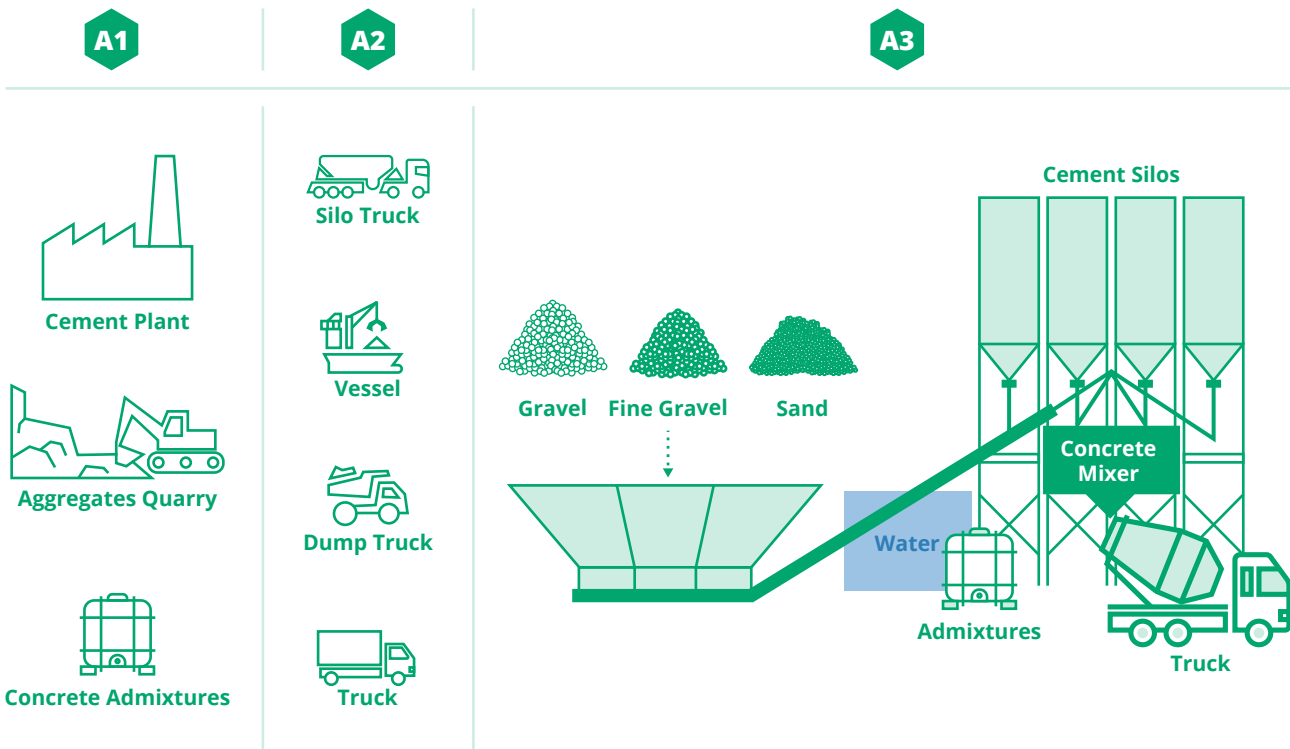 A1
A2
A3
Cement Plant
Aggregates Quarry
Concrete Admixtures
Silo Truck
Vessel
Dump Truck
Truck
Gravel
Fine Gravel
Sand
Cement Silos
Concrete
Mixer
Water
Admixtures
Truck